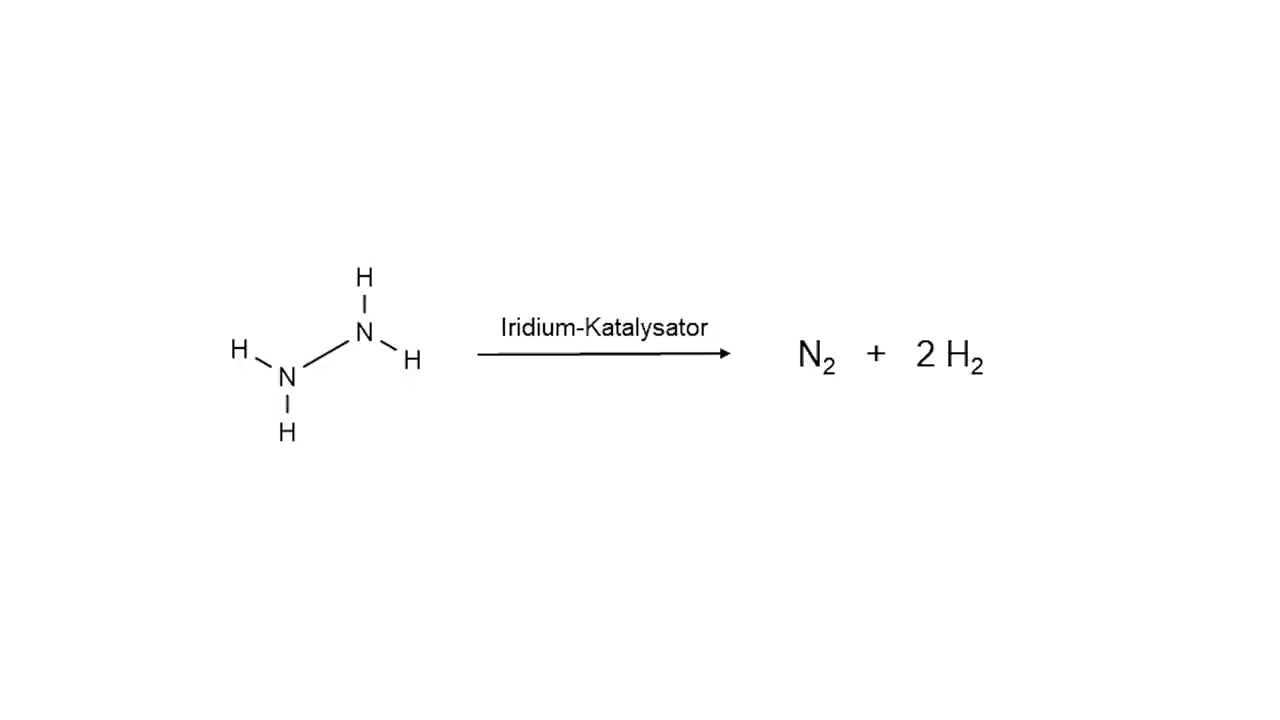 H
Iridium-Katalysator
N
H
N₂ + 2 H₂
H
N
H